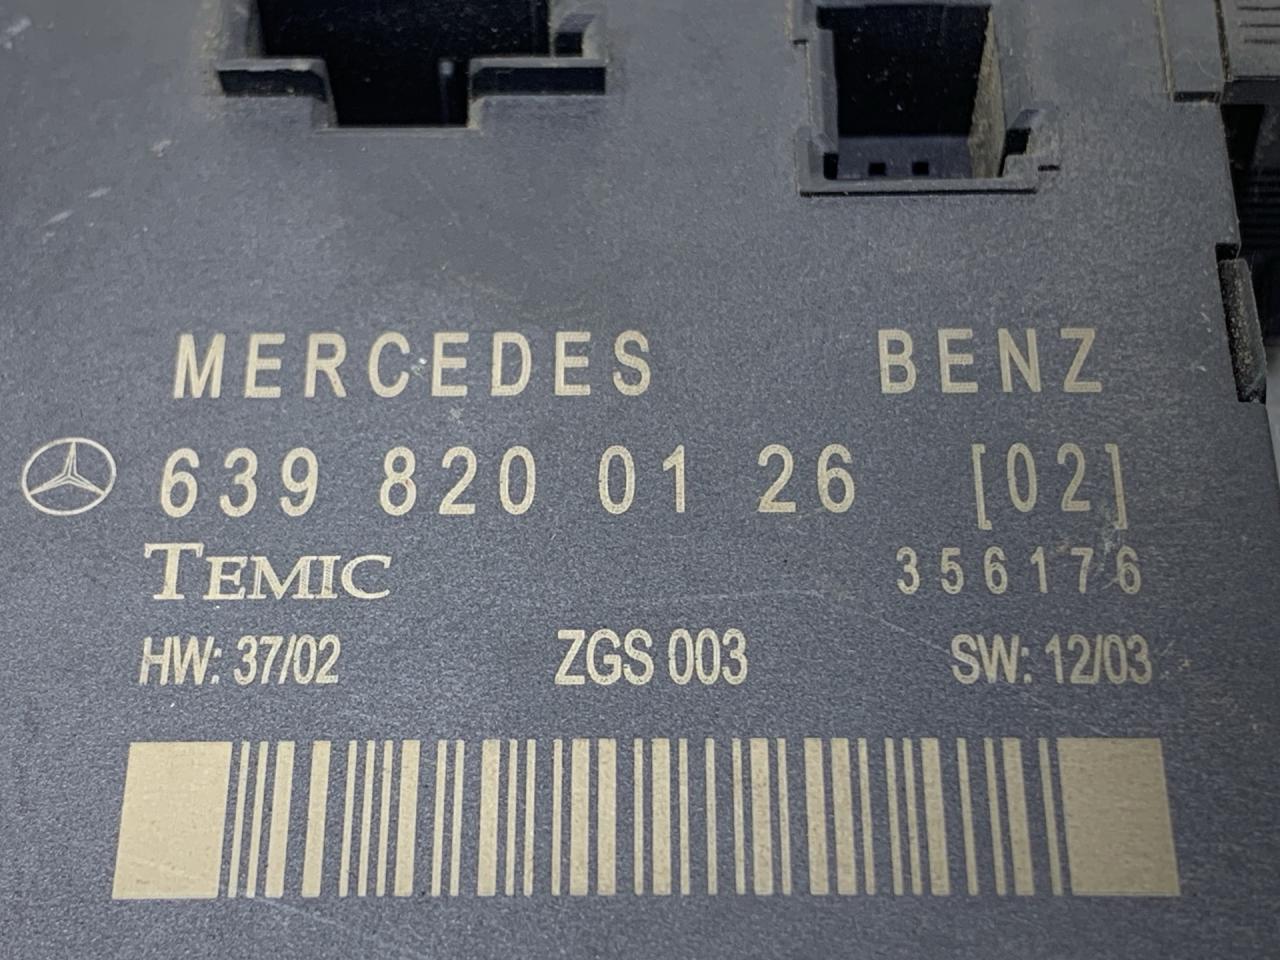 MERCEDES BENZ
639 820 01 26 [02]
TEMIC 356176
HW: 37/02 ZGS 003 SW: 12/03